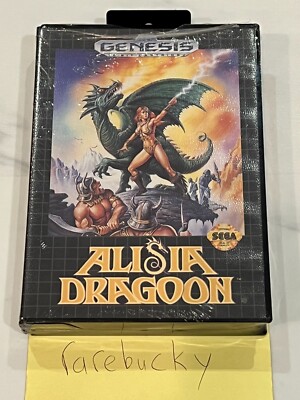 GENESIS
SEGA
ALISIA
DRAGOON
rarebucky